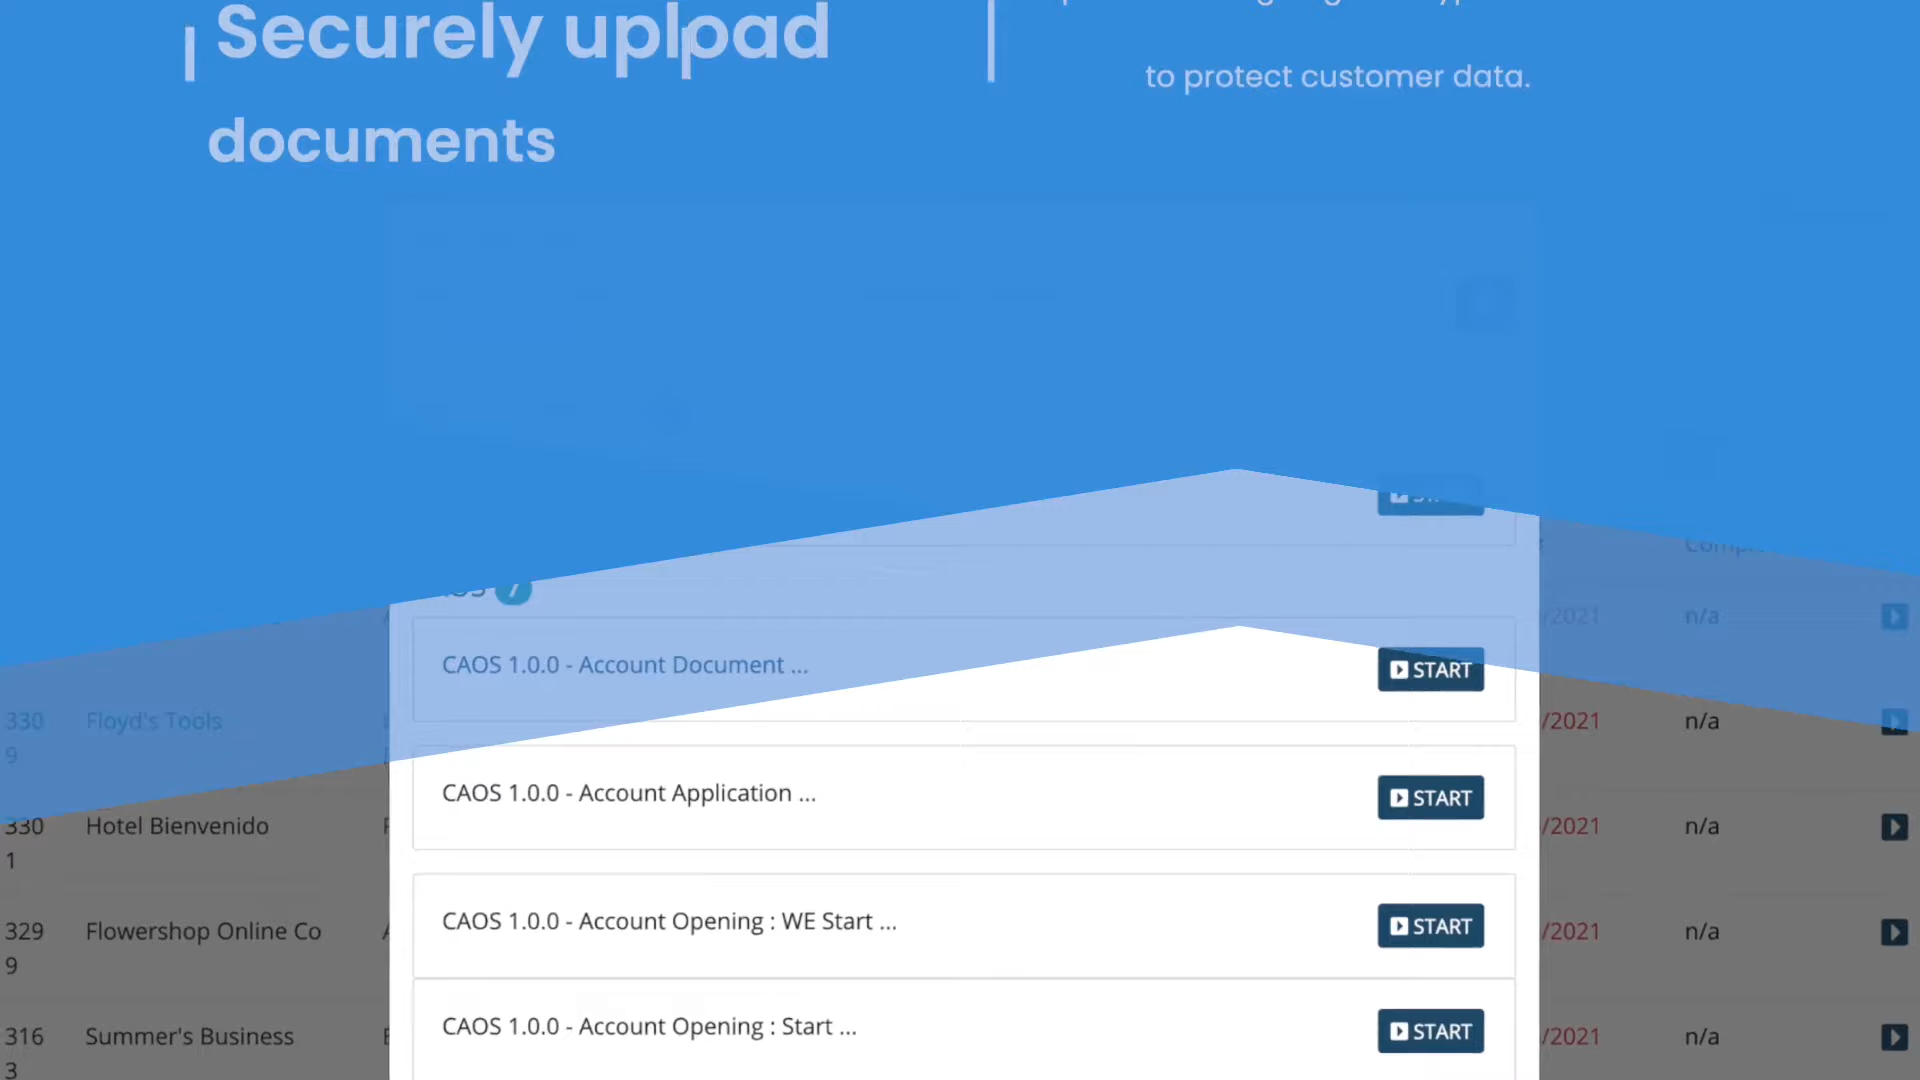 Securely upload
documents
to protect customer data.
7
CAOS 1.0.0 - Account Document ... START
330
9 Floyd's Tools /2021 n/a
CAOS 1.0.0 - Account Application ... START
330
1 Hotel Bienvenido /2021 n/a
CAOS 1.0.0 - Account Opening : WE Start ... START
329
9 Flowershop Online Co /2021 n/a
CAOS 1.0.0 - Account Opening : Start ... START
316
3 Summer's Business /2021 n/a
/2021 n/a